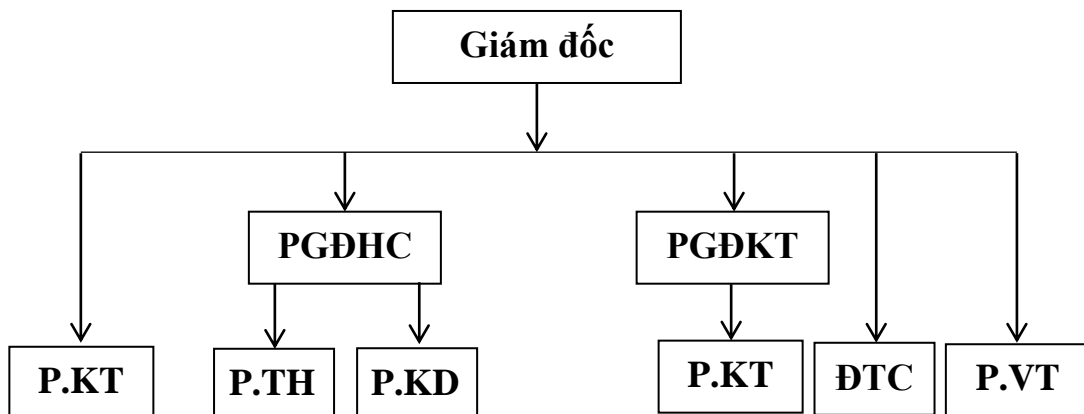 Giám đốc
PGĐHC
PGĐKT
P.KT
P.TH
P.KD
P.KT
ĐTC
P.VT